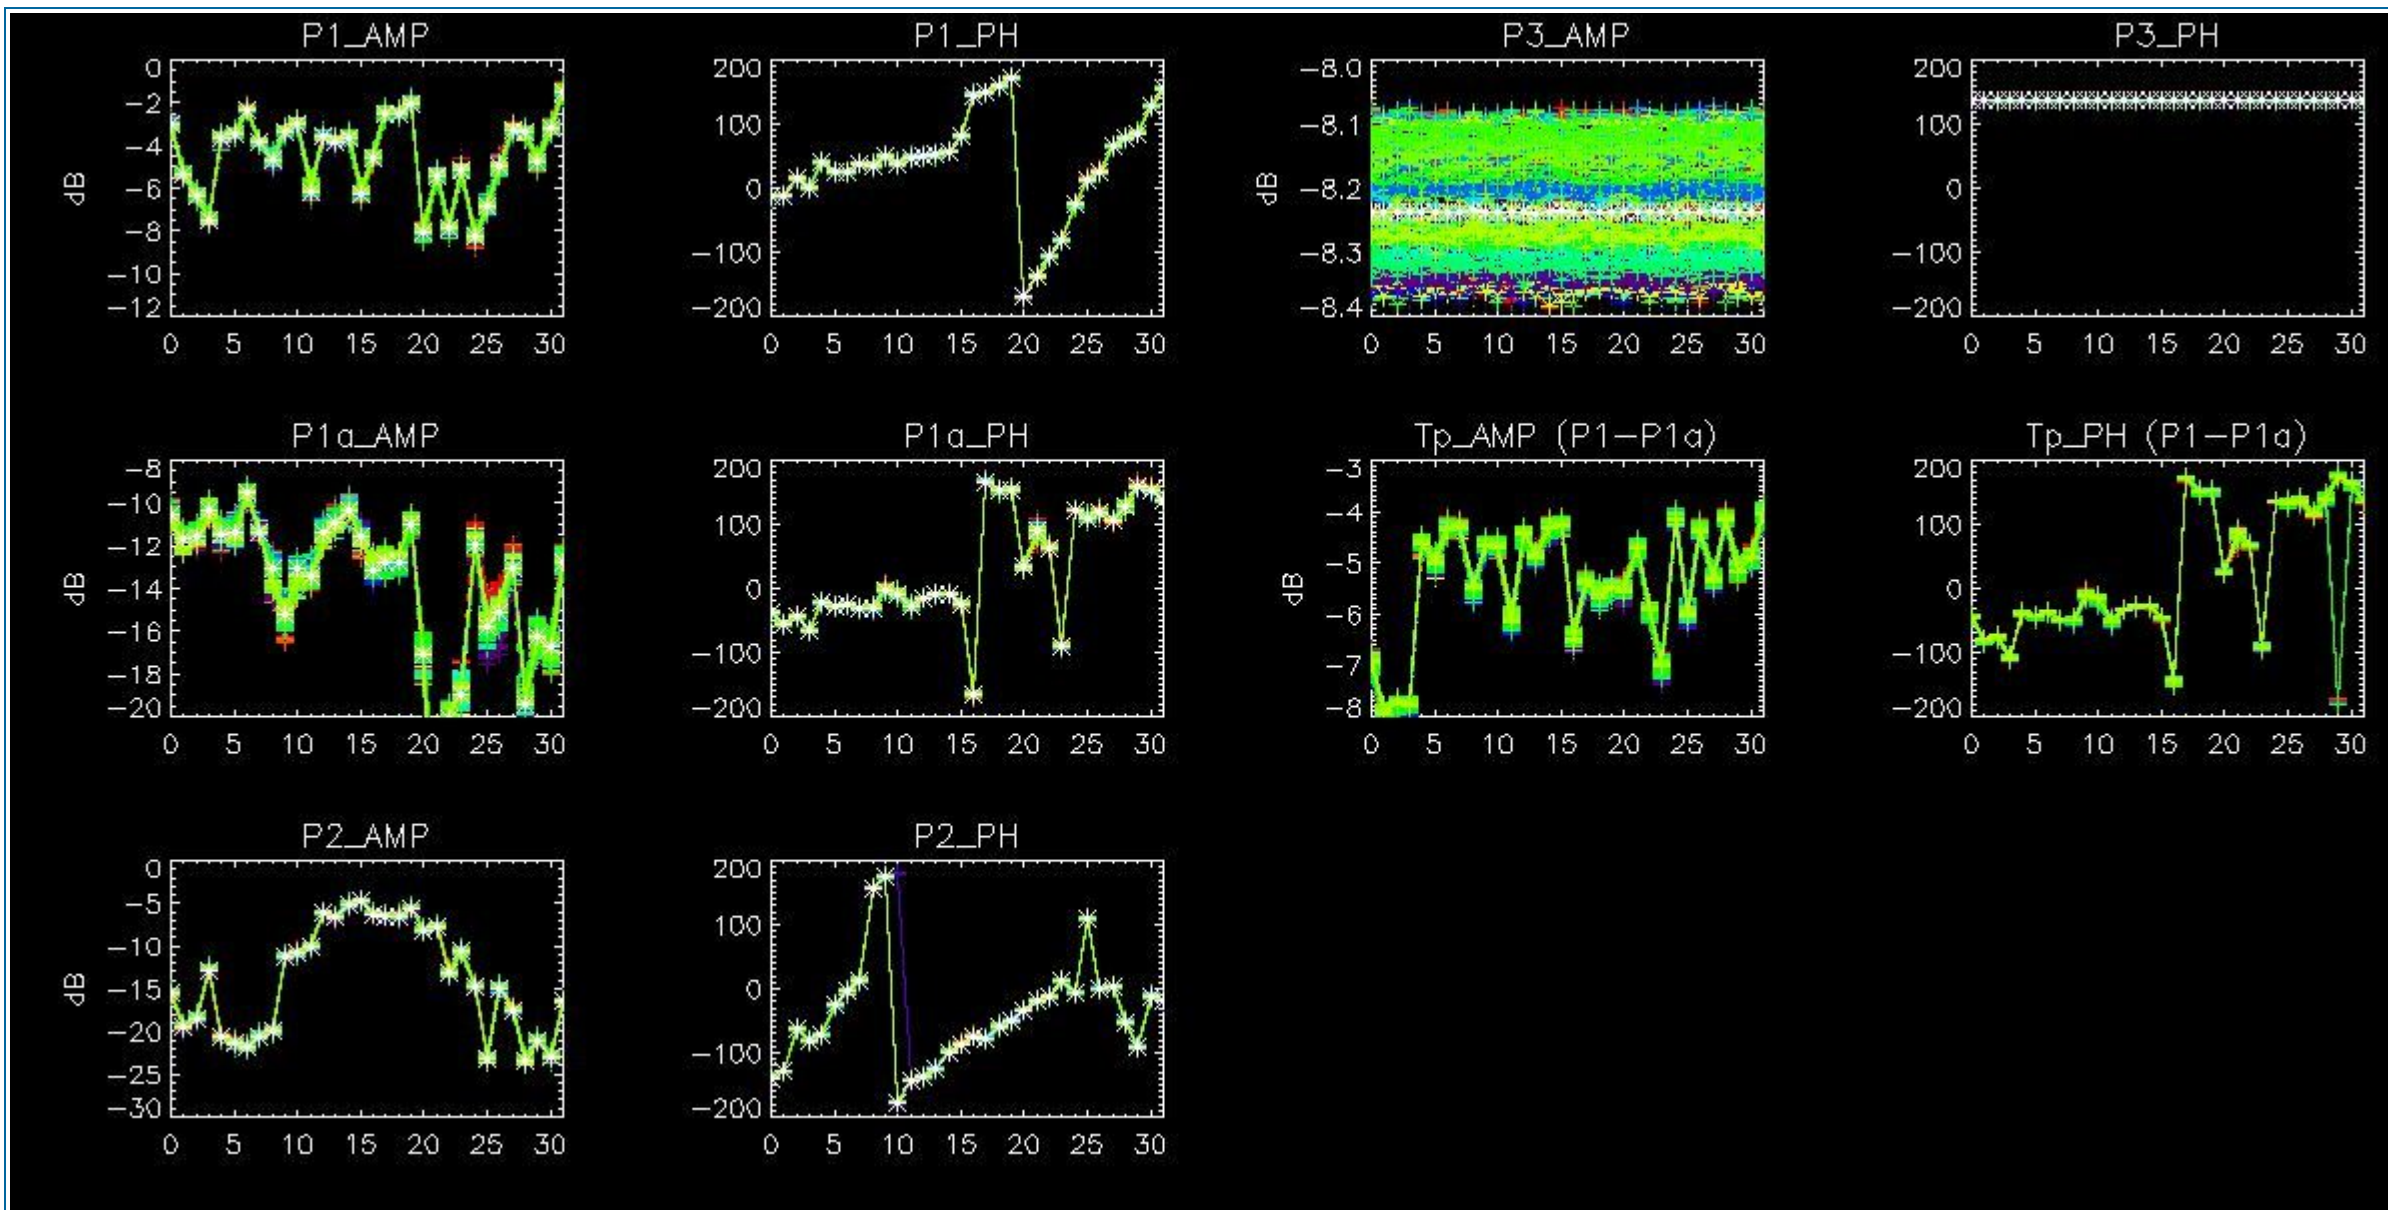 P1_AMP
P1_PH
P3_AMP
P3_PH
0
−2
−4
−6
−8
−10
−12
dB
0 5 10 15 20 25 30
200
100
0
−100
−200
0 5 10 15 20 25 30
−8.0
−8.1
−8.2
−8.3
−8.4
dB
0 5 10 15 20 25 30
200
100
0
−100
−200
0 5 10 15 20 25 30
P1a_AMP
P1a_PH
Tp_AMP (P1−P1a)
Tp_PH (P1−P1a)
−8
−10
−12
−14
−16
−18
−20
dB
0 5 10 15 20 25 30
200
100
0
−100
−200
0 5 10 15 20 25 30
−3
−4
−5
−6
−7
−8
dB
0 5 10 15 20 25 30
200
100
0
−100
−200
0 5 10 15 20 25 30
P2_AMP
P2_PH
0
−5
−10
−15
−20
−25
−30
dB
0 5 10 15 20 25 30
200
100
0
−100
−200
0 5 10 15 20 25 30